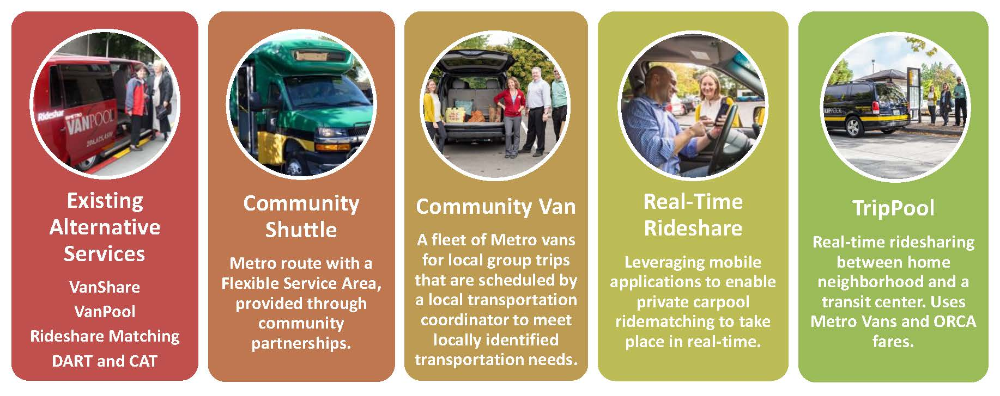 Rideshar
METRO
VANPOOL
206.625.4500
Existing
Alternative
Services
VanShare
VanPool
Rideshare Matching
DART and CAT
Community
Shuttle
Metro route with a
Flexible Service Area,
provided through
community
partnerships.
Community Van
A fleet of Metro vans
for local group trips
that are scheduled by
a local transportation
coordinator to meet
locally identified
transportation needs.
Real-Time
Rideshare
Leveraging mobile
applications to enable
private carpool
ridematching to take
place in real-time.
RIPPOOL
TripPool
Real-time ridesharing
between home
neighborhood and a
transit center. Uses
Metro Vans and ORCA
fares.